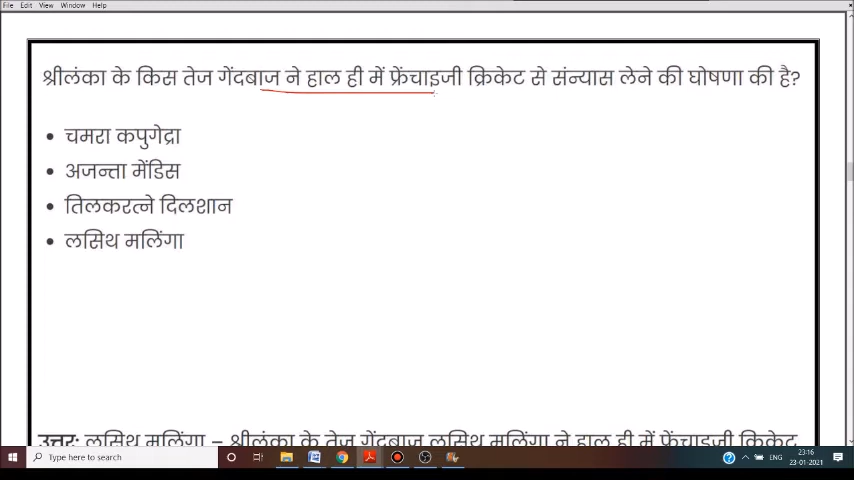 File Edit View Window Help
श्रीलंका के किस तेज गेंदबाज ने हाल ही में फ्रेंचाइजी क्रिकेट से संन्यास लेने की घोषणा की है?
• चमरा कपुगेद्रा
• अजन्ता मेंडिस
• तिलकरत्ने दिलशान
• लसिथ मलिंगा
उत्तर: लसिथ मलिंगा – श्रीलंका के तेज गेंदबाज लसिथ मलिंगा ने हाल ही में फ्रेंचाइजी क्रिकेट
Type here to search
ENG
23:16
23-01-2021